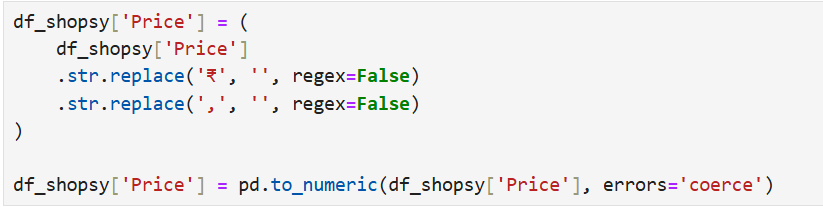 df_shopsy['Price'] = (
    df_shopsy['Price']
    .str.replace('₹', '', regex=False)
    .str.replace(',', '', regex=False)
)

df_shopsy['Price'] = pd.to_numeric(df_shopsy['Price'], errors='coerce')